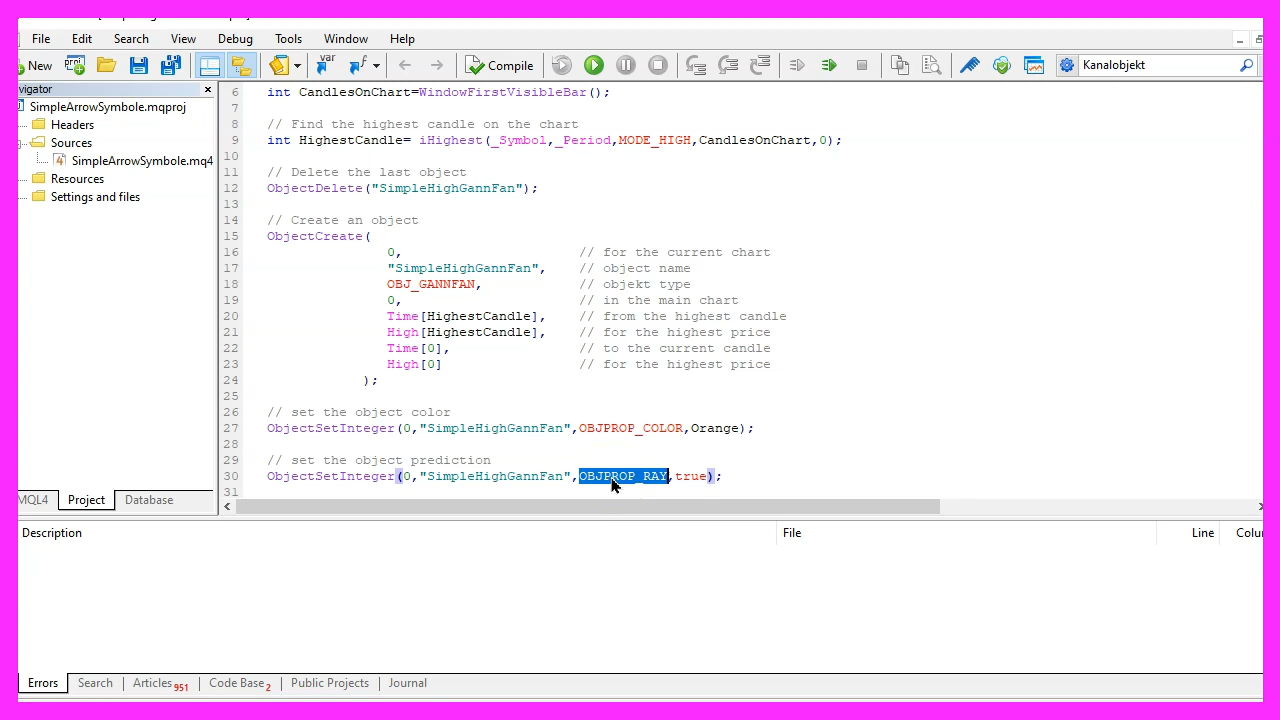 File Edit Search View Debug Tools Window Help
New Compile Kanalobjekt
vigator
SimpleArrowSymbole.mqproj
Headers
Sources
SimpleArrowSymbole.mq4
Resources
Settings and files
MQL4 Project Database
6 int CandlesOnChart=WindowFirstVisibleBar();
7
8 // Find the highest candle on the chart
9 int HighestCandle= iHighest(_Symbol,_Period,MODE_HIGH,CandlesOnChart,0);
10
11 // Delete the last object
12 ObjectDelete("SimpleHighGannFan");
13
14 // Create an object
15 ObjectCreate(
16 0, // for the current chart
17 "SimpleHighGannFan", // object name
18 OBJ_GANNFAN, // objekt type
19 0, // in the main chart
20 Time[HighestCandle], // from the highest candle
21 High[HighestCandle], // for the highest price
22 Time[0], // to the current candle
23 High[0] // for the highest price
24 );
25
26 // set the object color
27 ObjectSetInteger(0,"SimpleHighGannFan",OBJPROP_COLOR,Orange);
28
29 // set the object prediction
30 ObjectSetInteger(0,"SimpleHighGannFan",OBJPROP_RAY,true);
31
Description File Line Colu
Errors Search Articles 951 Code Base 2 Public Projects Journal